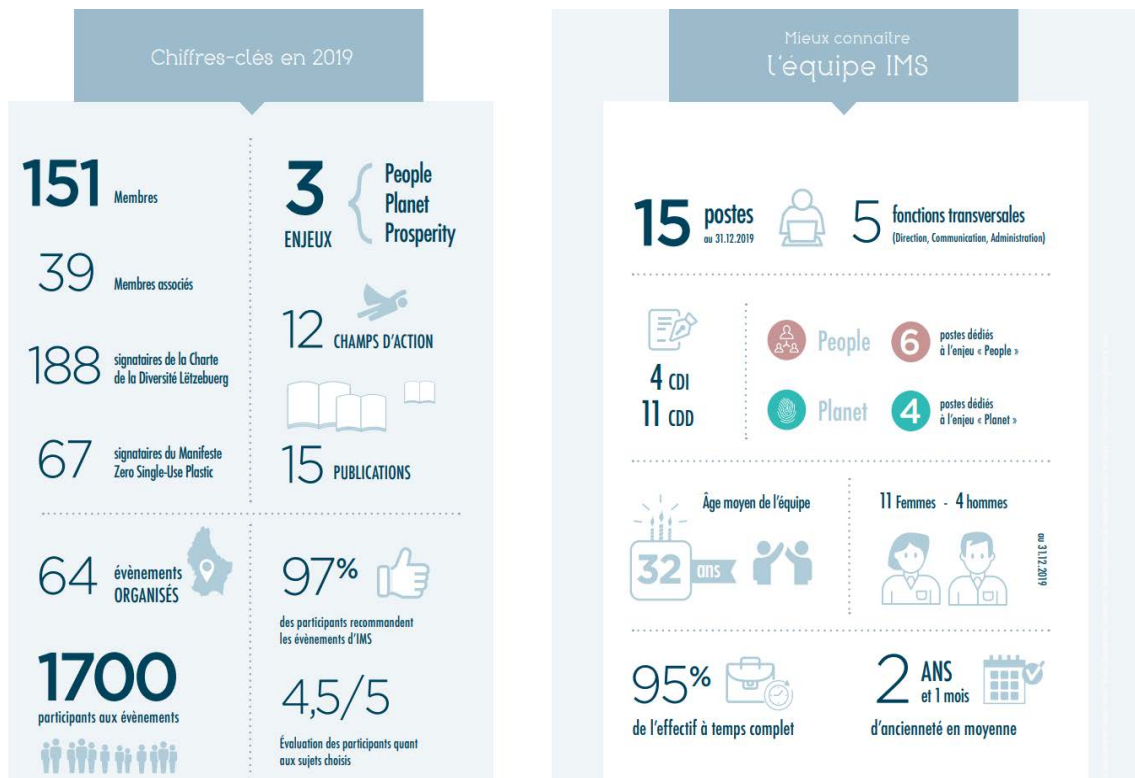 Chiffres-clés en 2019
151 Membres
39 Membres associés
188 signataires de la Charte
de la Diversité Lëtzebuerg
67 signataires du Manifeste
Zero Single-Use Plastic
3
ENJEUX
People
Planet
Prosperity
12 CHAMPS D'ACTION
15 PUBLICATIONS
64 évènements
ORGANISÉS
1700
participants aux évènements
97%
des participants recommandent
les évènements d'IMS
4,5/5
Évaluation des participants quant
aux sujets choisis
Mieux connaître
l'équipe IMS
15 postes
au 31.12.2019
5 fonctions transversales
(Direction, Communication, Administration)
4 CDI
11 CDD
People 6 postes dédiés
à l'enjeu « People »
Planet 4 postes dédiés
à l'enjeu « Planet »
Âge moyen de l'équipe
32 ans
11 Femmes - 4 hommes
au 31.12.2019
95%
de l'effectif à temps complet
2 ANS
et 1 mois
d'ancienneté en moyenne